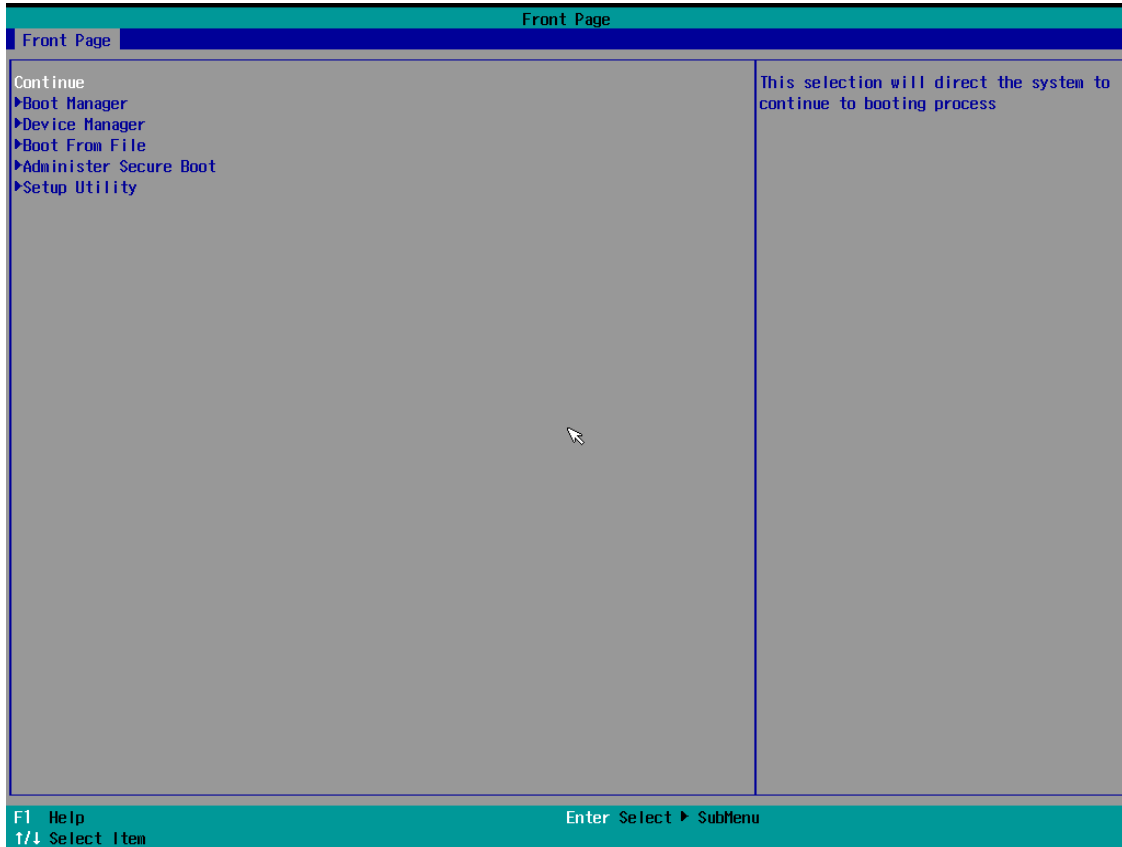 Front Page
Front Page
Continue
▶Boot Manager
▶Device Manager
▶Boot From File
▶Administer Secure Boot
▶Setup Utility
This selection will direct the system to
continue to booting process
F1 Help
Enter Select ▶ SubMenu
↑/↓ Select Item